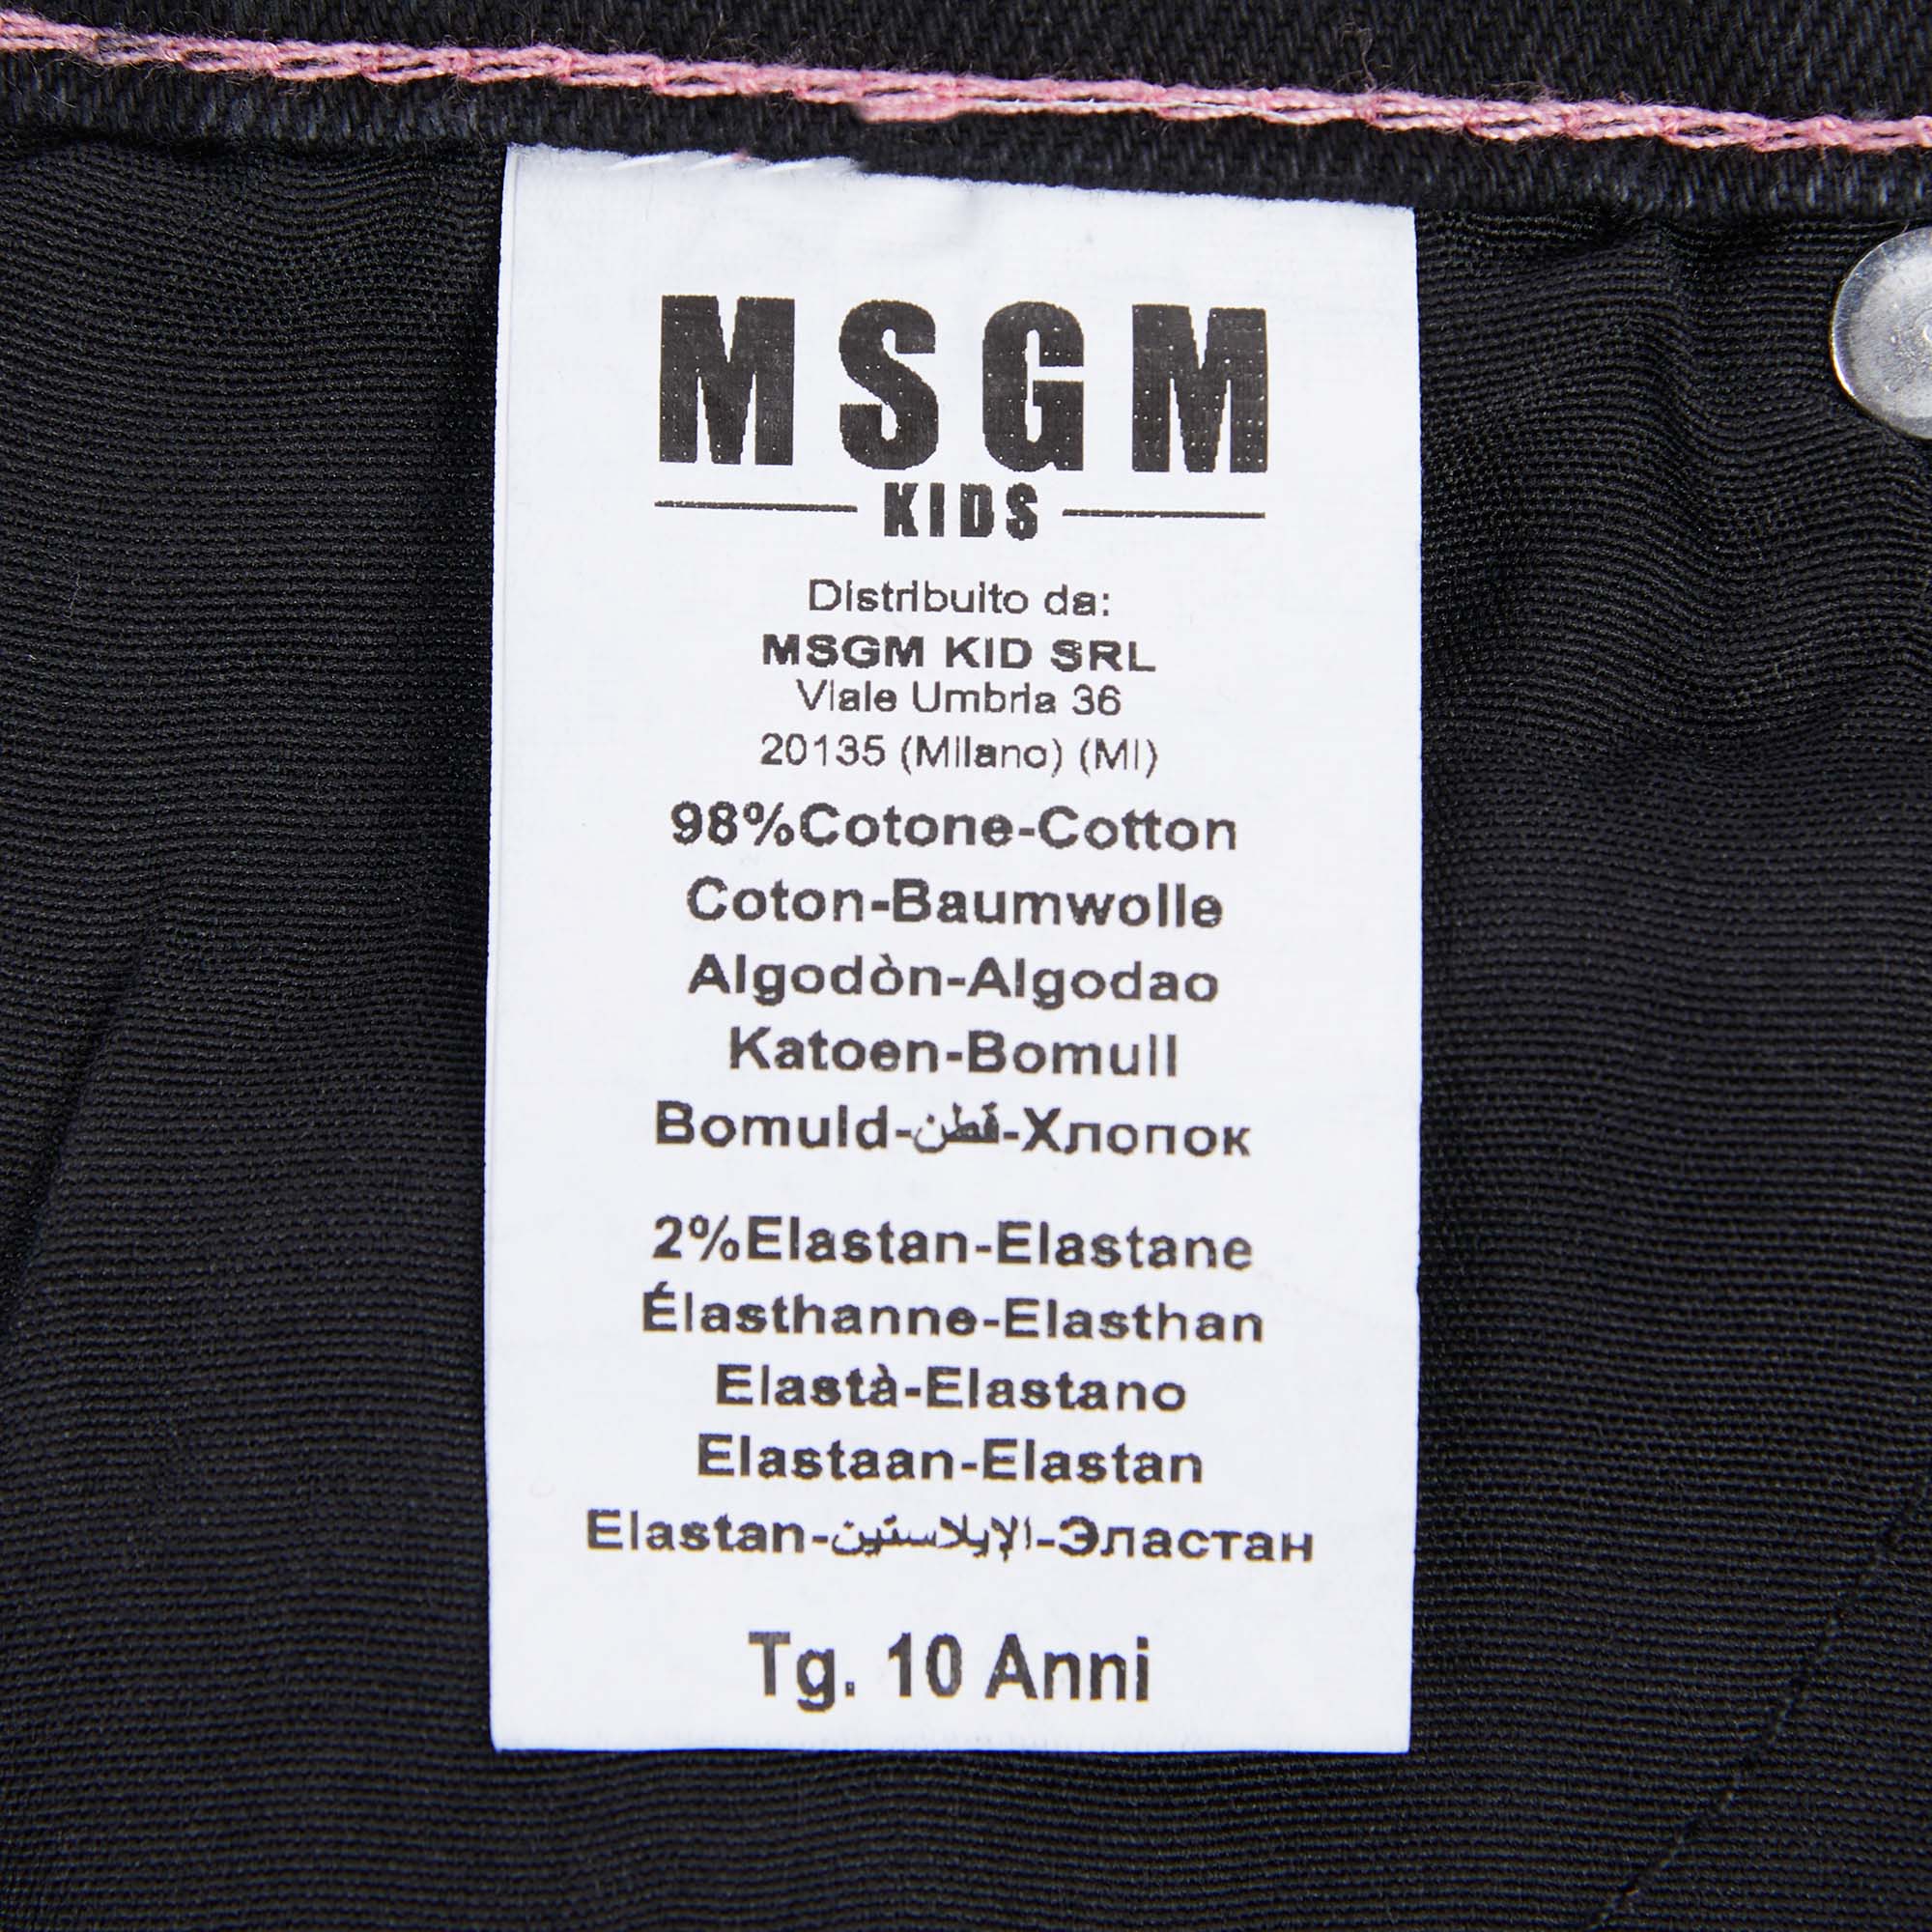 MSGM
KIDS
Distribuito da:
MSGM KID SRL
Viale Umbria 36
20135 (Milano) (MI)
98%Cotone-Cotton
Coton-Baumwolle
Algodòn-Algodao
Katoen-Bomull
Bomuld-قطن-Хлопок
2%Elastan-Elastane
Élasthanne-Elasthan
Elastà-Elastano
Elastaan-Elastan
Elastan-الإيلاستين-Эластан
Tg. 10 Anni